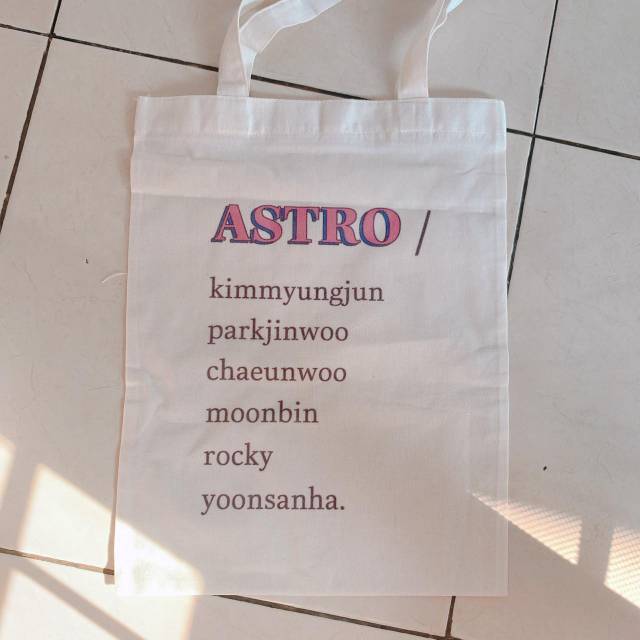 ASTRO /
kimmyungjun
parkjinwoo
chaeunwoo
moonbin
rocky
yoonsanha.